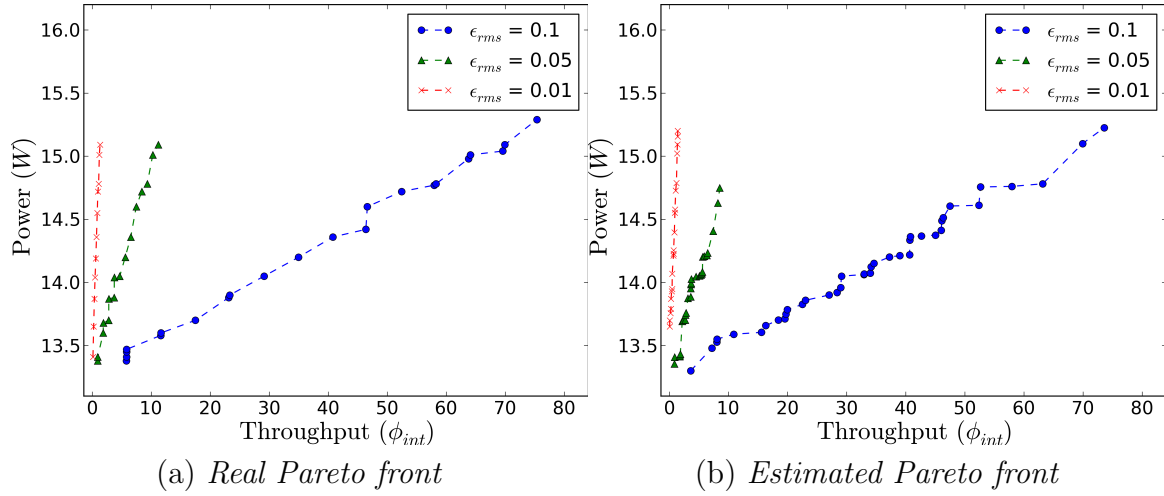 16.0
15.5
15.0
14.5
14.0
13.5
Power (W)
ϵrms = 0.1
ϵrms = 0.05
ϵrms = 0.01
0 10 20 30 40 50 60 70 80
Throughput (ϕint)
(a) Real Pareto front
16.0
15.5
15.0
14.5
14.0
13.5
Power (W)
ϵrms = 0.1
ϵrms = 0.05
ϵrms = 0.01
0 10 20 30 40 50 60 70 80
Throughput (ϕint)
(b) Estimated Pareto front